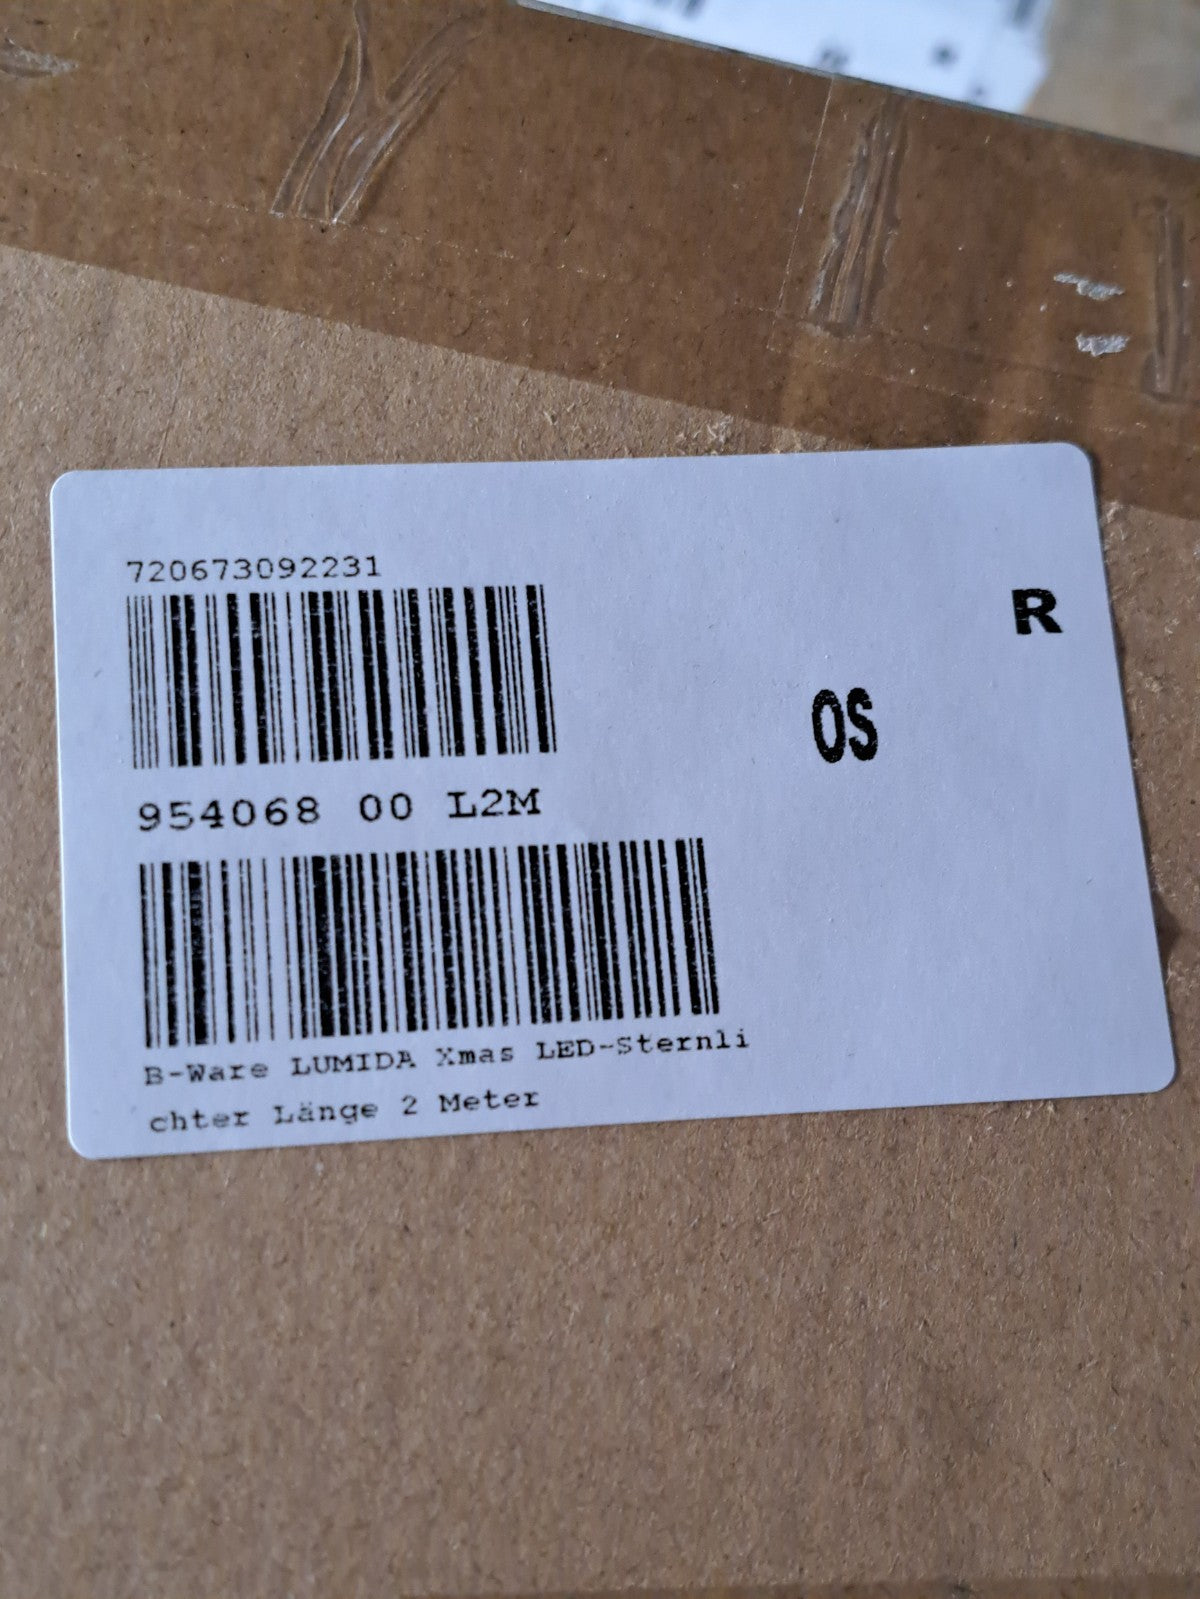 720673092231
R
OS
954068 00 L2M
B-Ware LUMIDA Xmas LED-Sternli
chter Länge 2 Meter